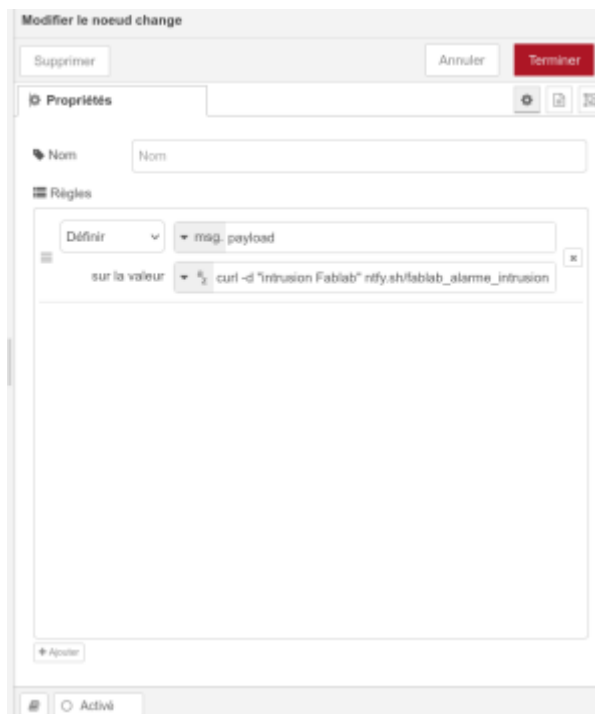 Modifier le noeud change
Supprimer
Annuler
Terminer
Propriétés
Nom
Nom
Règles
Définir
msg. payload
sur la valeur
a z curl -d "intrusion Fablab" ntfy.sh/fablab_alarme_intrusion
Ajouter
Activé